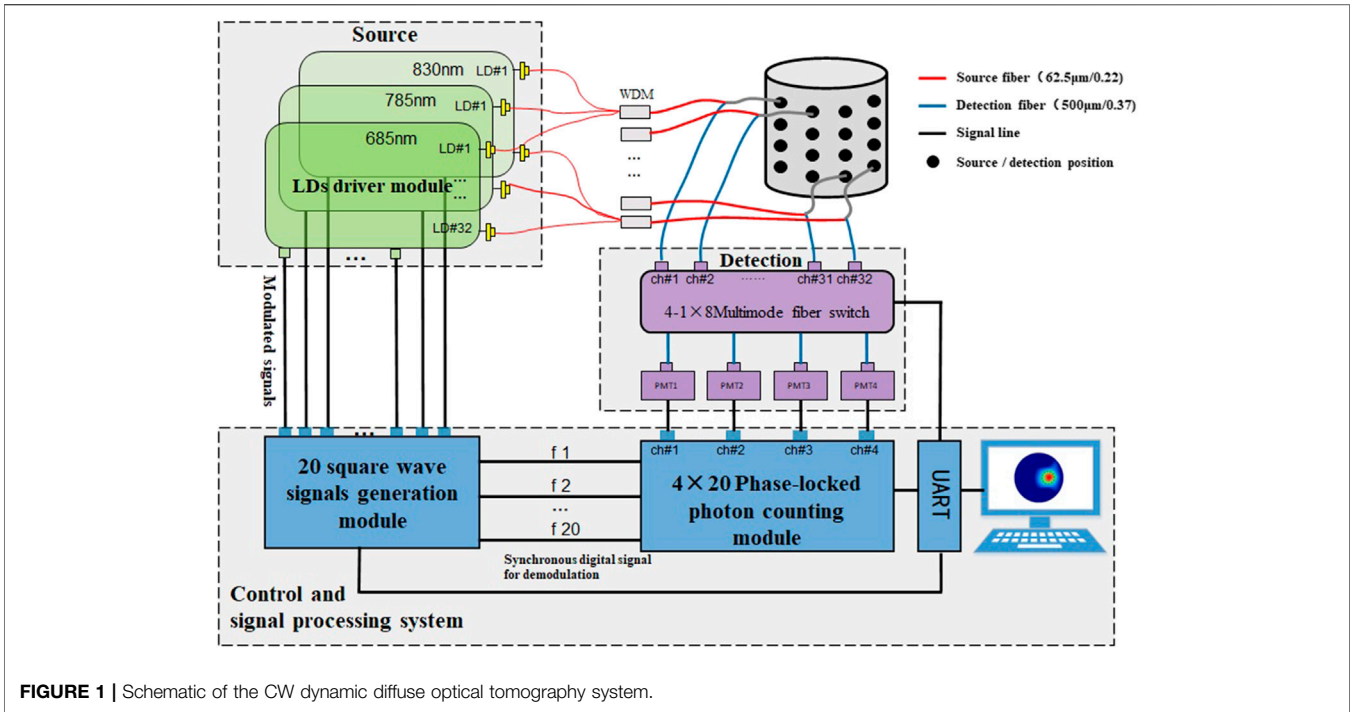 Source
830nm
LD#1
785nm
LD#1
685nm
LD#1
LDs driver module
...
...
LD#32
...
WDM
...
...
Source fiber（62.5μm/0.22)
Detection fiber（500μm/0.37)
Signal line
Source / detection position
Modulated signals
Detection
ch#1 ch#2 ...... ch#31 ch#32
4-1×8Multimode fiber switch
PMT1 PMT2 PMT3 PMT4
...
20 square wave
signals generation
module
f 1
f 2
...
f 20
Synchronous digital signal
for demodulation
ch#1 ch#2 ch#3 ch#4
4×20 Phase-locked
photon counting
module
UART
Control and
signal processing system
FIGURE 1 | Schematic of the CW dynamic diffuse optical tomography system.